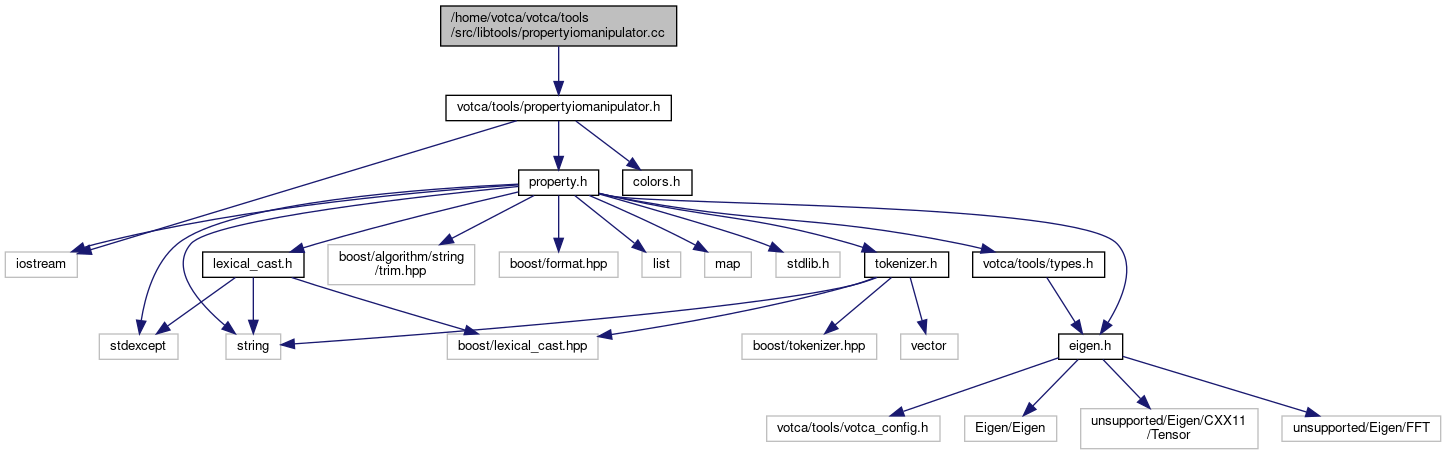 /home/votca/votca/tools
/src/libtools/propertyiomanipulator.cc
votca/tools/propertyiomanipulator.h
property.h
colors.h
iostream
lexical_cast.h
boost/algorithm/string
/trim.hpp
boost/format.hpp
list
map
stdlib.h
tokenizer.h
votca/tools/types.h
stdexcept
string
boost/lexical_cast.hpp
boost/tokenizer.hpp
vector
eigen.h
votca/tools/votca_config.h
Eigen/Eigen
unsupported/Eigen/CXX11
/Tensor
unsupported/Eigen/FFT